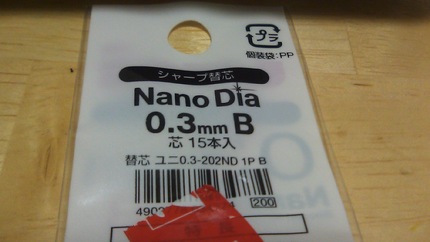 プラ
個装袋:PP
シャープ替芯
Nano Dia
0.3mm B
芯 15本入
替芯 ユニ0.3-202ND 1P B
200